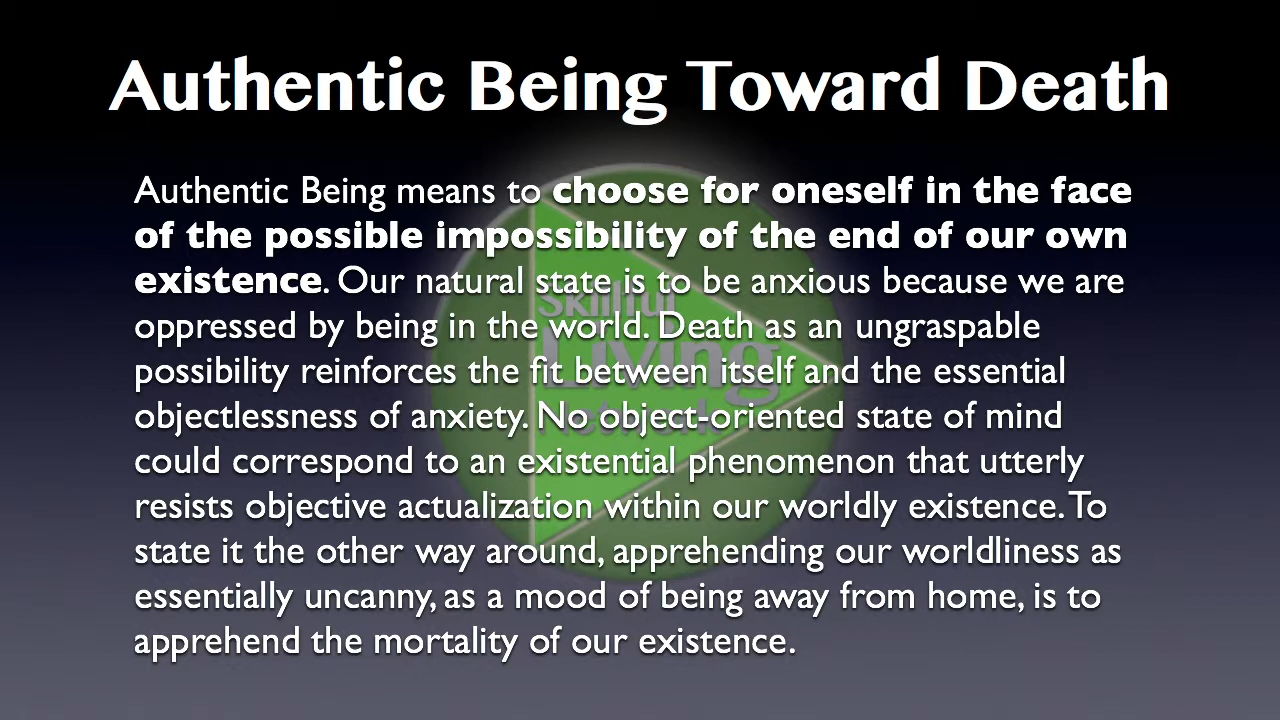 Authentic Being Toward Death
Authentic Being means to choose for oneself in the face
of the possible impossibility of the end of our own
existence. Our natural state is to be anxious because we are
oppressed by being in the world. Death as an ungraspable
possibility reinforces the fit between itself and the essential
objectlessness of anxiety. No object-oriented state of mind
could correspond to an existential phenomenon that utterly
resists objective actualization within our worldly existence. To
state it the other way around, apprehending our worldliness as
essentially uncanny, as a mood of being away from home, is to
apprehend the mortality of our existence.
Skillful
Living
Network